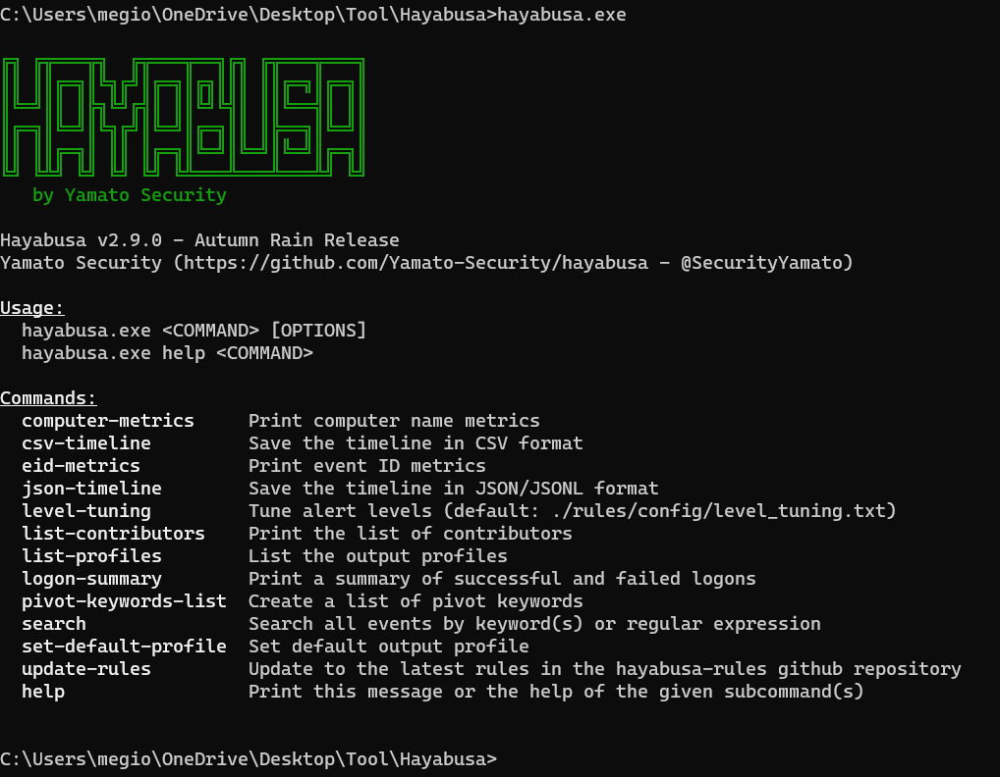 C:\Users\megio\OneDrive\Desktop\Tool\Hayabusa>hayabusa.exe
HAYABUSA
by Yamato Security
Hayabusa v2.9.0 - Autumn Rain Release
Yamato Security (https://github.com/Yamato-Security/hayabusa - @SecurityYamato)
Usage:
hayabusa.exe <COMMAND> [OPTIONS]
hayabusa.exe help <COMMAND>
Commands:
computer-metrics Print computer name metrics
csv-timeline Save the timeline in CSV format
eid-metrics Print event ID metrics
json-timeline Save the timeline in JSON/JSONL format
level-tuning Tune alert levels (default: ./rules/config/level_tuning.txt)
list-contributors Print the list of contributors
list-profiles List the output profiles
logon-summary Print a summary of successful and failed logons
pivot-keywords-list Create a list of pivot keywords
search Search all events by keyword(s) or regular expression
set-default-profile Set default output profile
update-rules Update to the latest rules in the hayabusa-rules github repository
help Print this message or the help of the given subcommand(s)
C:\Users\megio\OneDrive\Desktop\Tool\Hayabusa>